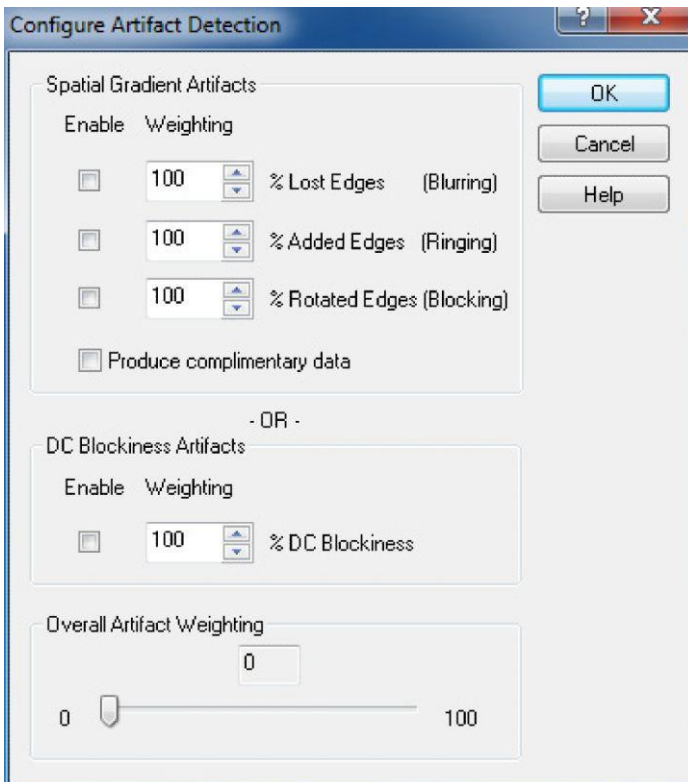 Configure Artifact Detection
? X
Spatial Gradient Artifacts
OK
Enable Weighting
Cancel
100 % Lost Edges (Blurring)
Help
100 % Added Edges (Ringing)
100 % Rotated Edges (Blocking)
Produce complimentary data
- OR -
DC Blockiness Artifacts
Enable Weighting
100 % DC Blockiness
Overall Artifact Weighting
0
0 100